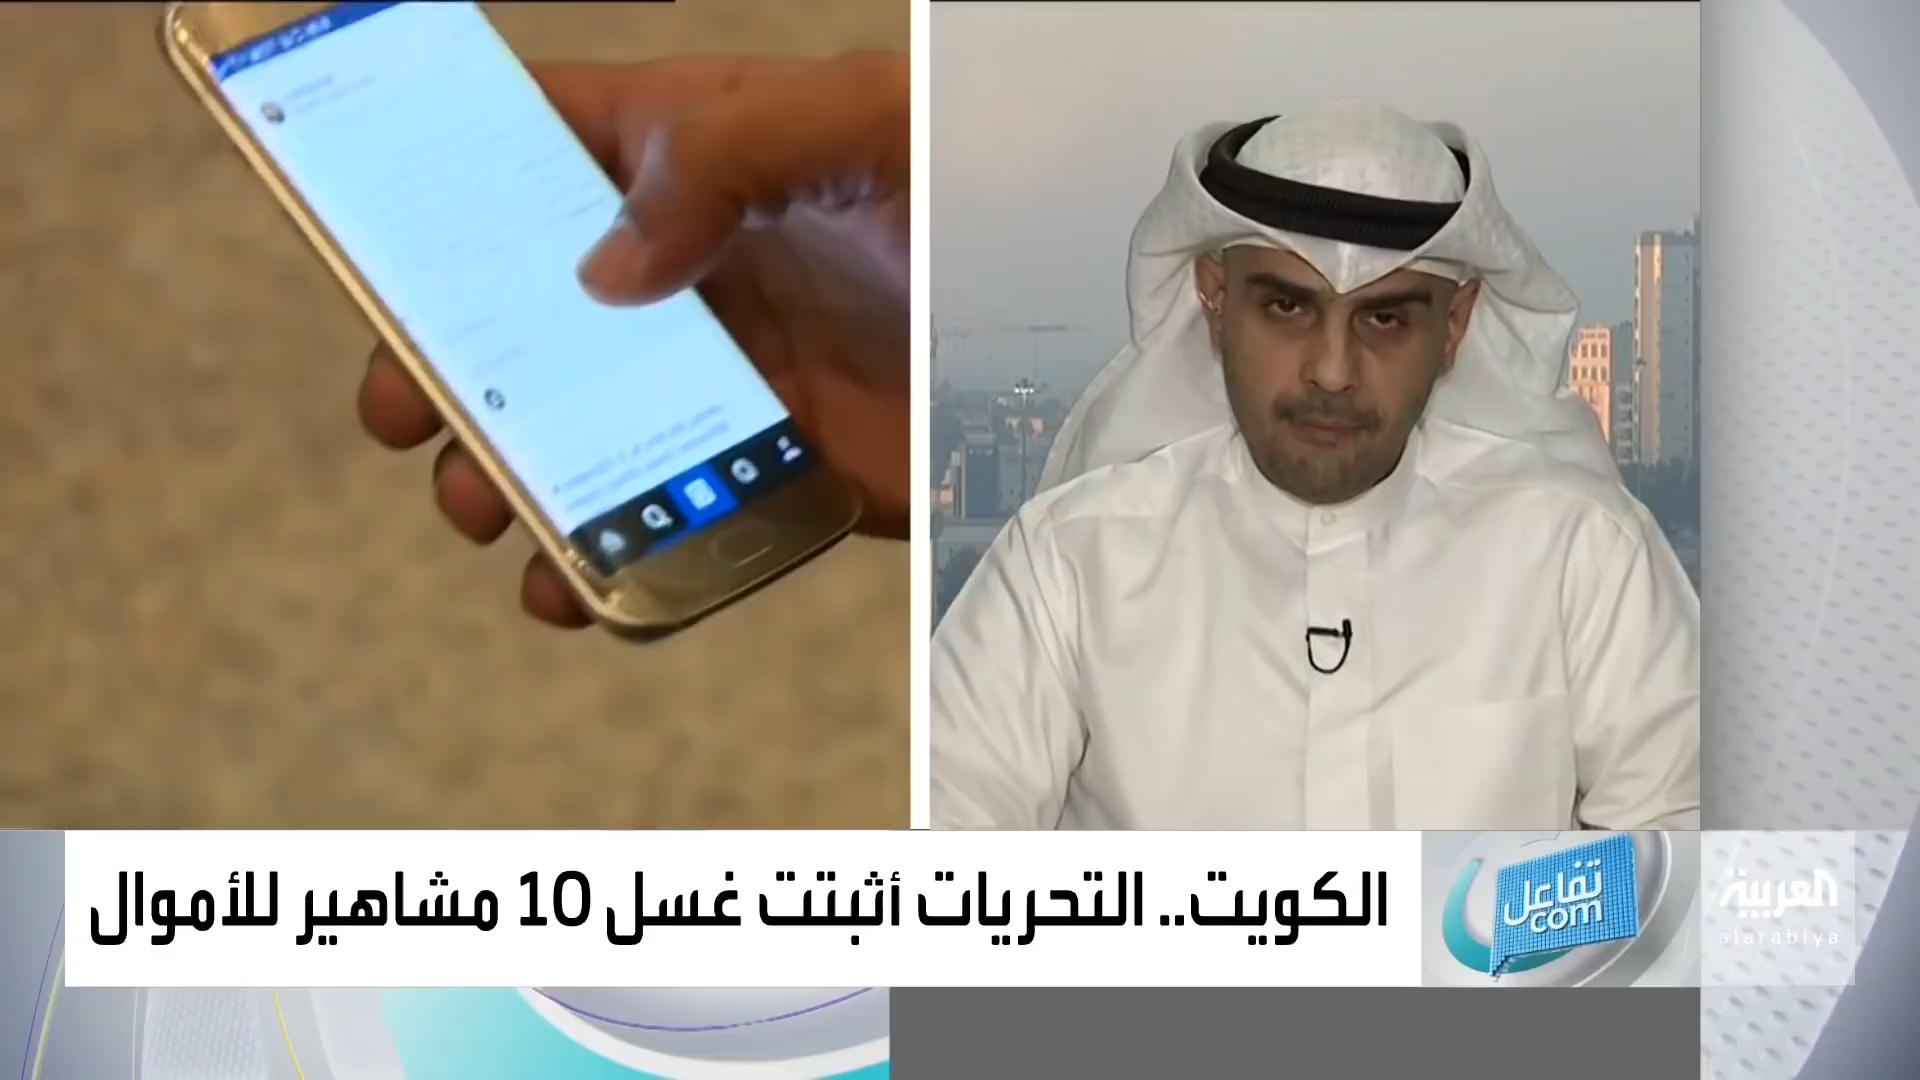 الكويت.. التحريات أثبتت غسل 10 مشاهير للأموال
تفاعل
com
العربية
alarabiya